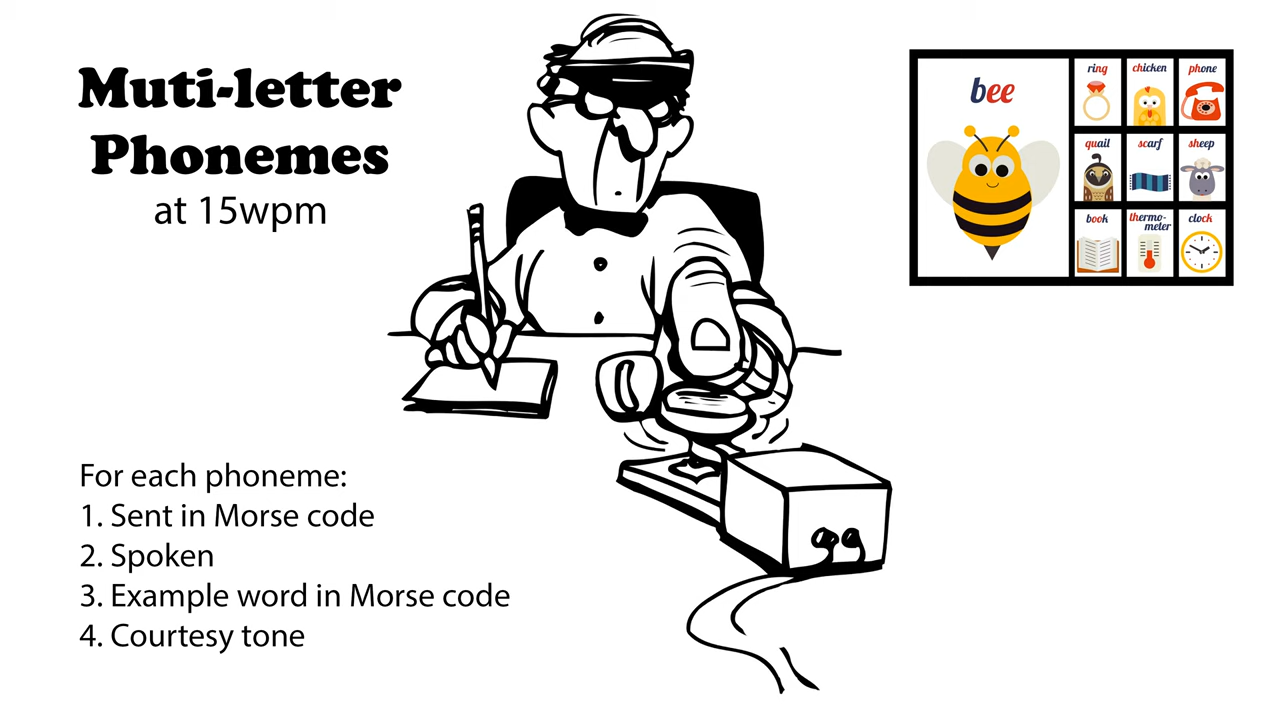 Muti-letter
Phonemes
at 15wpm
bee
ring
chicken
phone
quail
scarf
sheep
book
thermo-
meter
clock
For each phoneme:
1. Sent in Morse code
2. Spoken
3. Example word in Morse code
4. Courtesy tone